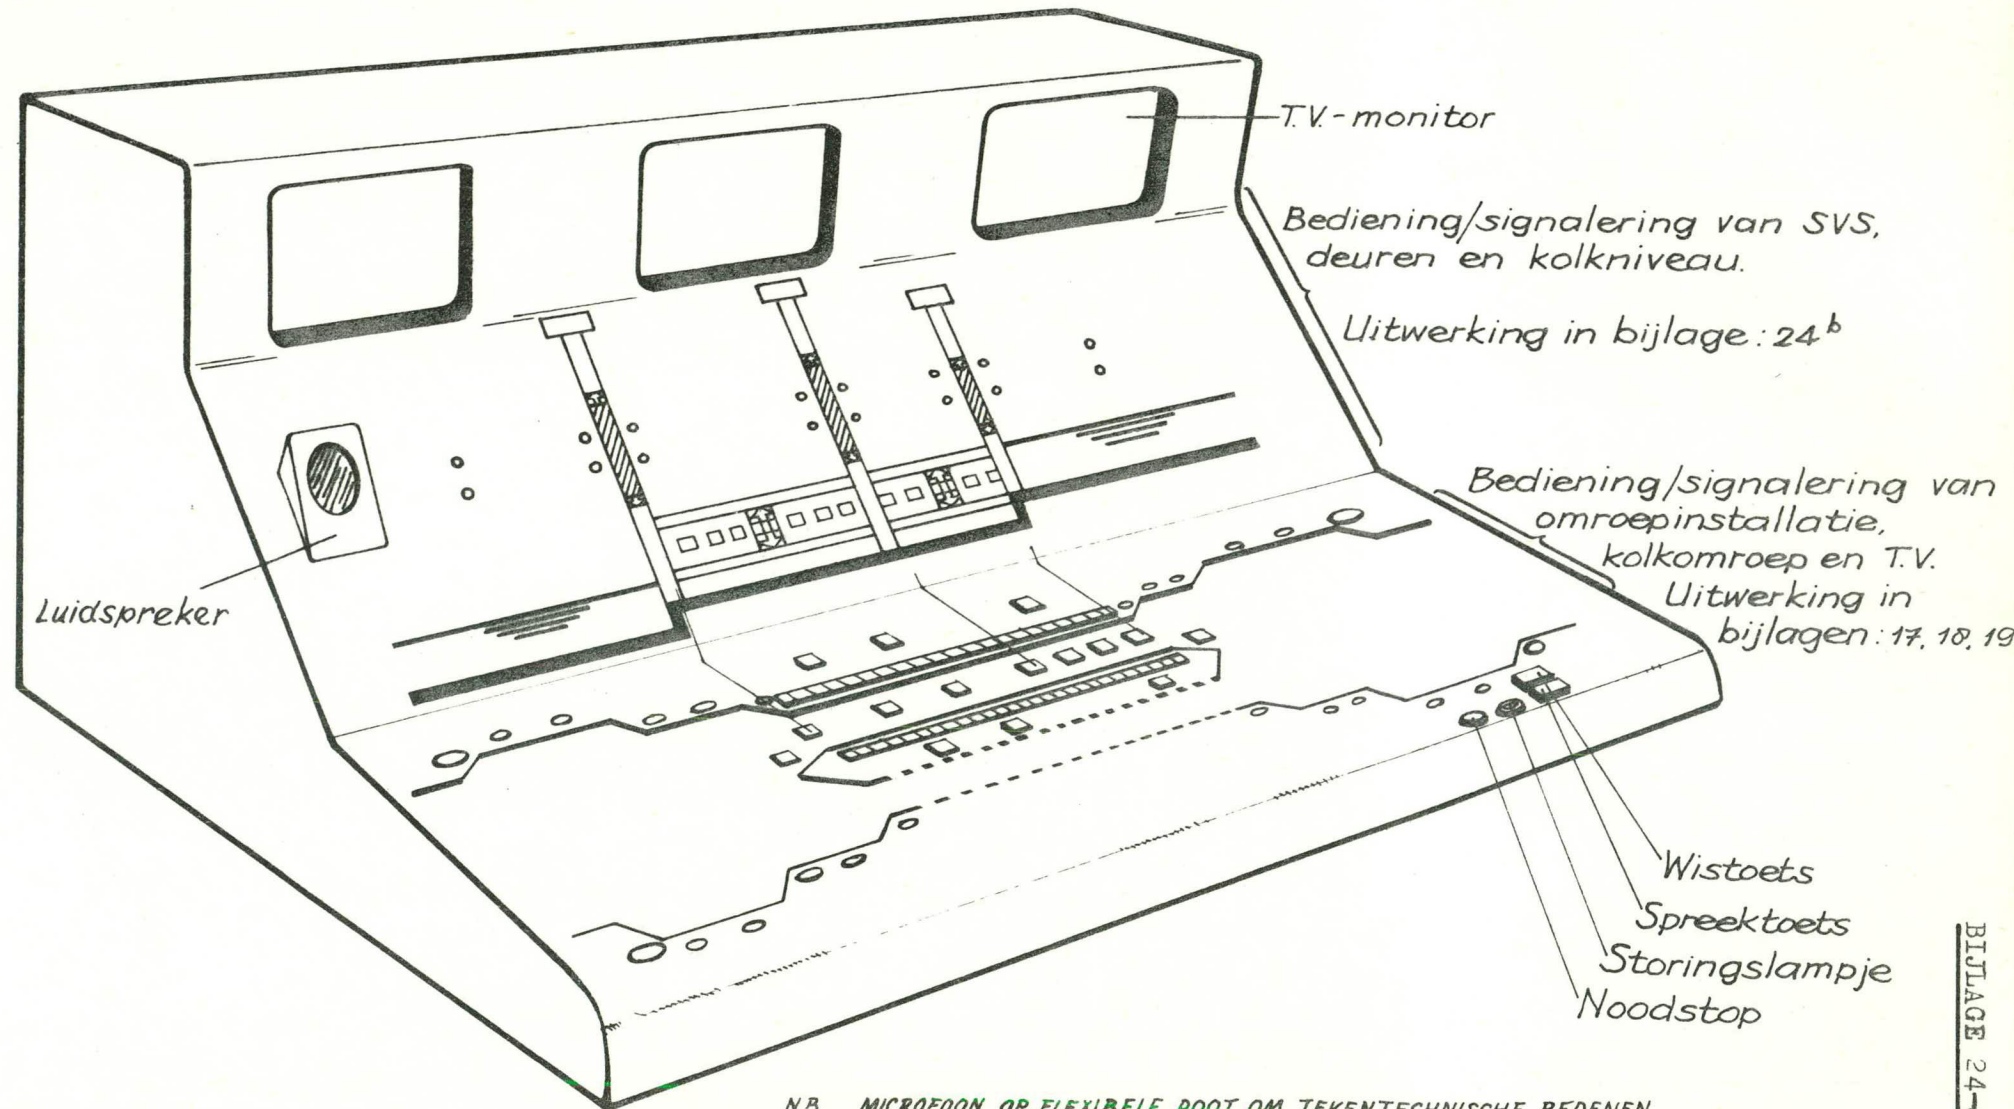 T.V.-monitor
Bediening/signalering van SVS,
deuren en kolkniveau.
Uitwerking in bijlage: 24b
Bediening/signalering van
omroepinstallatie,
kolkomroep en T.V.
Uitwerking in
bijlagen: 17, 18, 19
Luidspreker
Wistoets
Spreektoets
Storingslampje
Noodstop
N.B. MICROFOON OP FLEXIBELE POOT OM TEKENTECHNISCHE REDENEN
BIJLAGE 24-